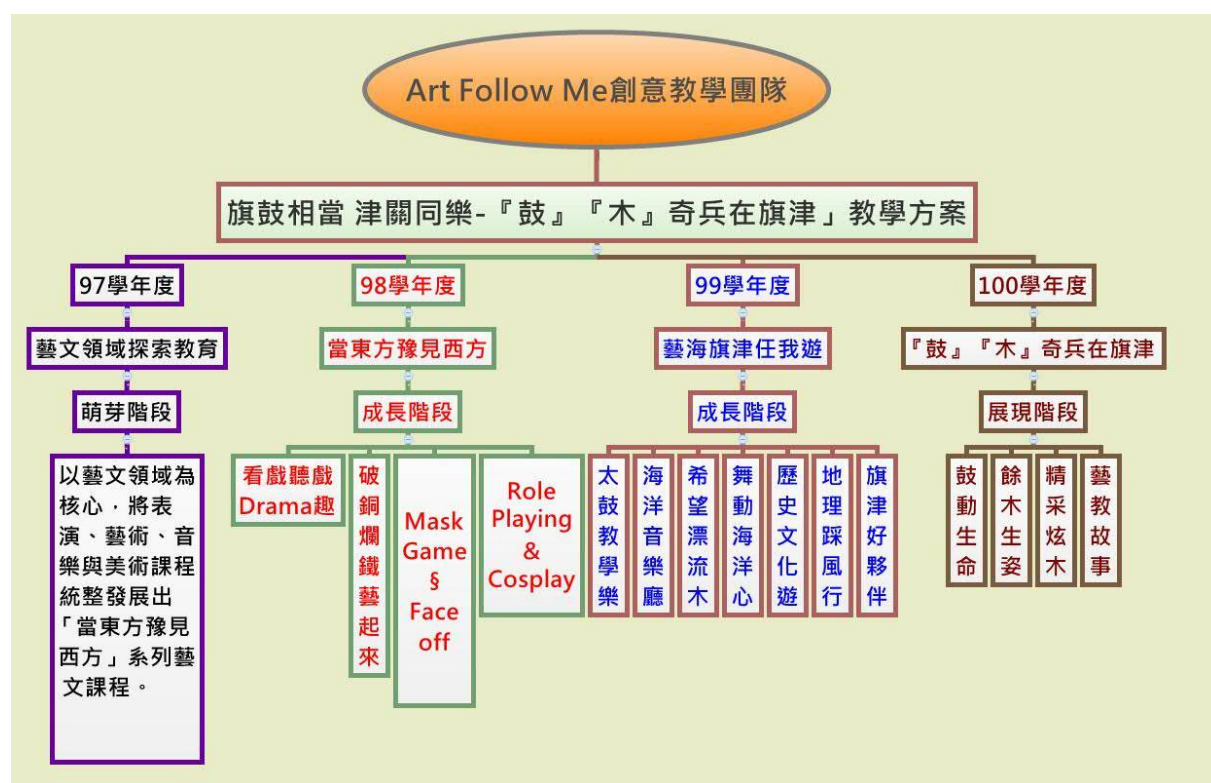 Art Follow Me創意教學團隊
旗鼓相當 津關同樂-『鼓』『木』奇兵在旗津」教學方案
97學年度
藝文領域探索教育
萌芽階段
以藝文領域為
核心，將表
演、藝術、音
樂與美術課程
統整發展出
「當東方豫見
西方」系列藝
文課程。
98學年度
當東方豫見西方
成長階段
看戲聽戲
Drama趣
破銅爛鐵藝起來
Mask
Game
§
Face
off
Role
Playing
&
Cosplay
99學年度
藝海旗津任我遊
成長階段
太鼓教學樂
海洋音樂廳
希望漂流木
舞動海洋心
歷史文化遊
地理踩風行
旗津好夥伴
100學年度
『鼓』『木』奇兵在旗津
展現階段
鼓動生命
餘木生姿
精采炫木
藝教故事